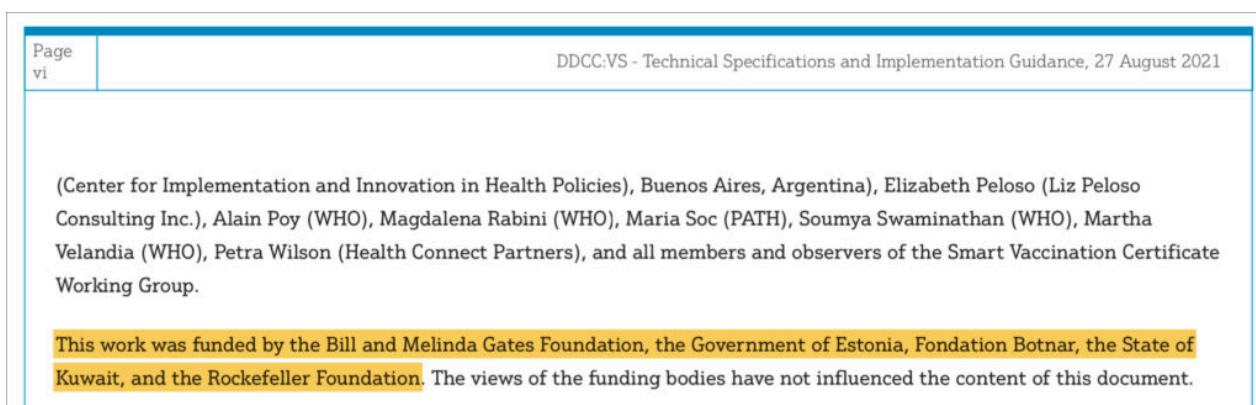 Page
vi
DDCC:VS - Technical Specifications and Implementation Guidance, 27 August 2021
(Center for Implementation and Innovation in Health Policies), Buenos Aires, Argentina), Elizabeth Peloso (Liz Peloso
Consulting Inc.), Alain Poy (WHO), Magdalena Rabini (WHO), Maria Soc (PATH), Soumya Swaminathan (WHO), Martha
Velandia (WHO), Petra Wilson (Health Connect Partners), and all members and observers of the Smart Vaccination Certificate
Working Group.
This work was funded by the Bill and Melinda Gates Foundation, the Government of Estonia, Fondation Botnar, the State of
Kuwait, and the Rockefeller Foundation. The views of the funding bodies have not influenced the content of this document.